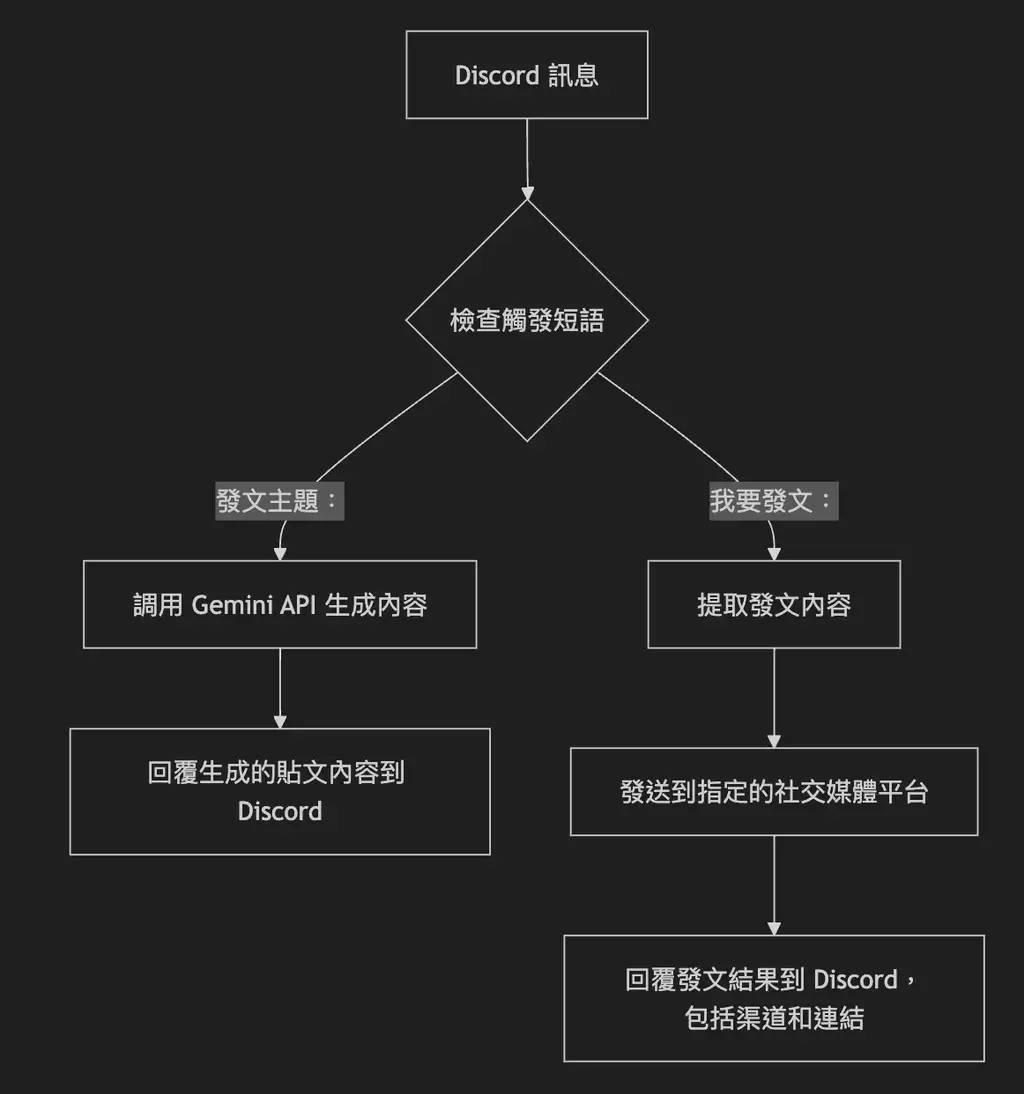 Discord 訊息
檢查觸發短語
發文主題：
我要發文：
調用 Gemini API 生成內容
提取發文內容
回覆生成的貼文內容到
Discord
發送到指定的社交媒體平台
回覆發文結果到 Discord，
包括渠道和連結